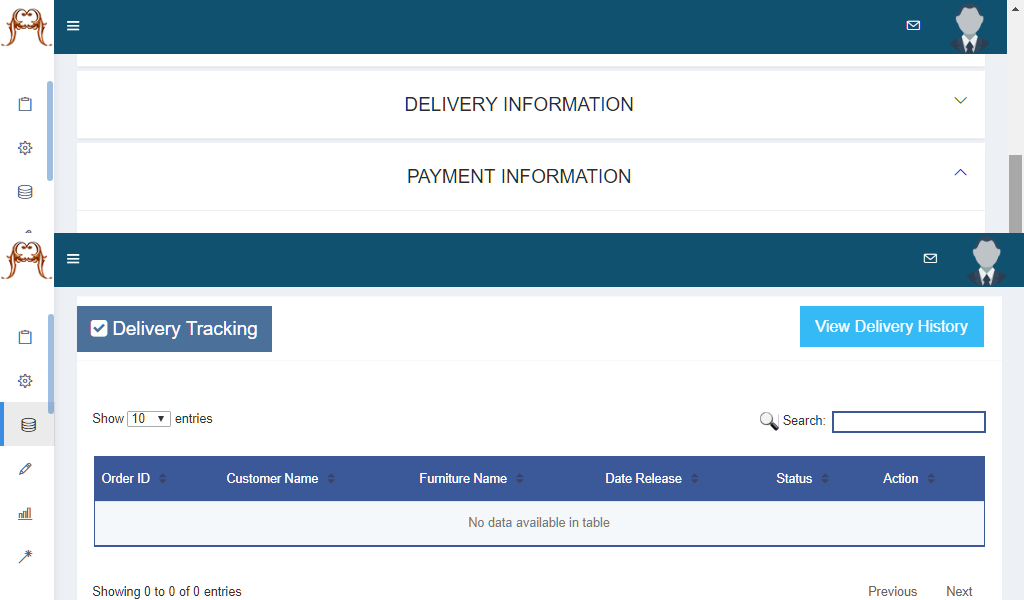 DELIVERY INFORMATION
PAYMENT INFORMATION
Delivery Tracking
View Delivery History
Show 10 entries
Search:
Order ID Customer Name Furniture Name Date Release Status Action
No data available in table
Showing 0 to 0 of 0 entries
Previous Next